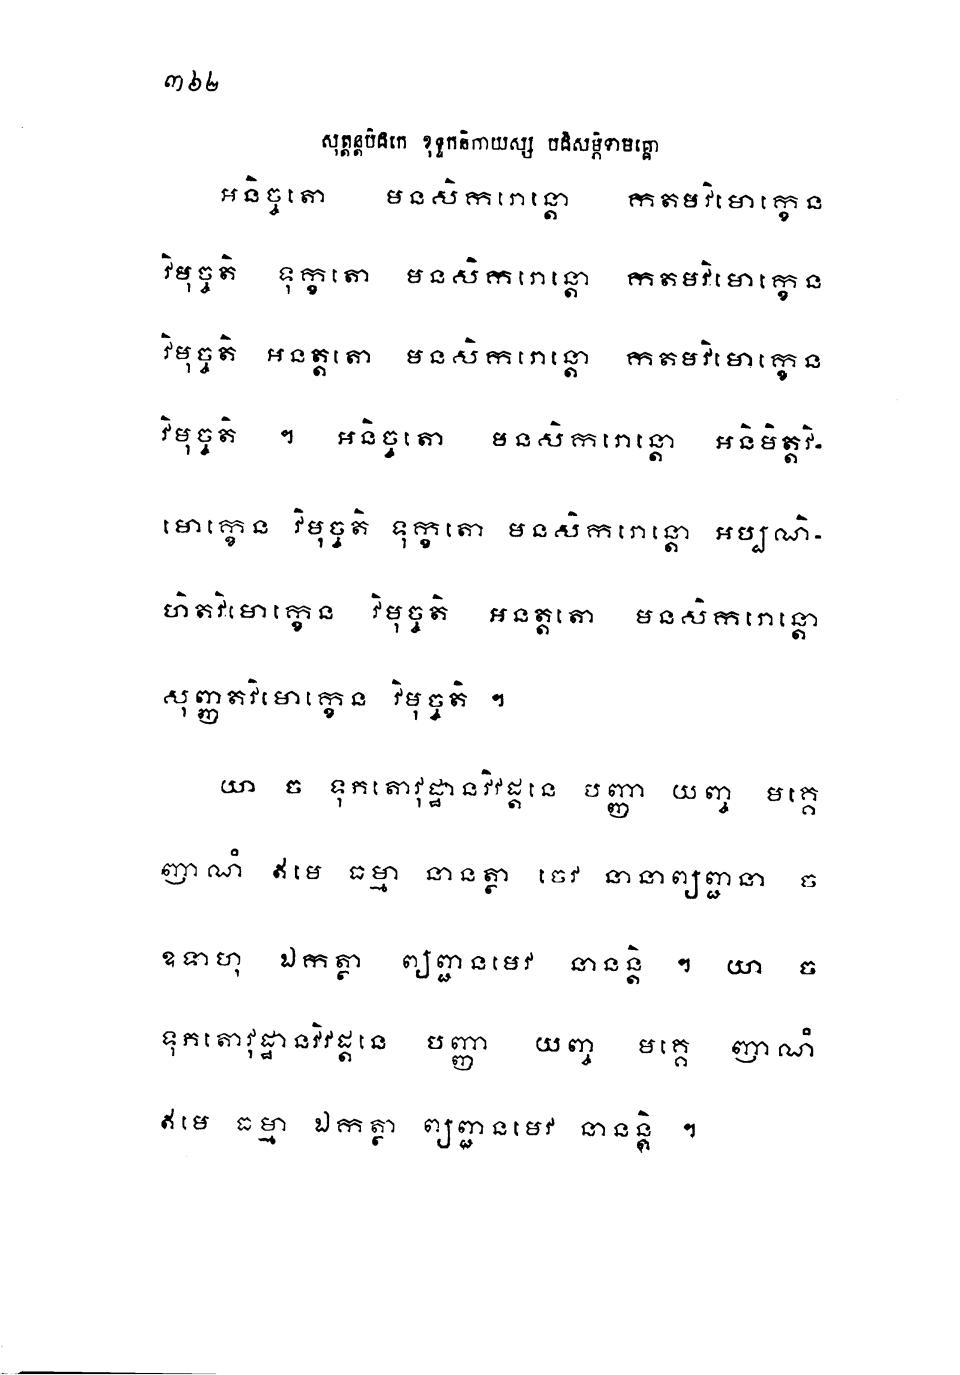 ៣៦២
សុត្តន្តបិដកេ ខុទ្ទកនិកាយស្ស បដិសម្ភិទាមគ្គោ
អនិច្ចតោ មនសិការោន្តោ កតមវិមោក្ខេន
វិមុច្ចតិ ទុក្ខតោ មនសិការោន្តោ កតមវិមោក្ខេន
វិមុច្ចតិ អនត្តតោ មនសិការោន្តោ កតមវិមោក្ខេន
វិមុច្ចតិ ។ អនិច្ចតោ មនសិការោន្តោ អនិមិត្តវិ-
មោក្ខេន វិមុច្ចតិ ទុក្ខតោ មនសិការោន្តោ អប្បណិ-
ហិតវិមោក្ខេន វិមុច្ចតិ អនត្តតោ មនសិការោន្តោ
សុញ្ញតវិមោក្ខេន វិមុច្ចតិ ។
យា ច ទុកតោវុដ្ឋានវិវដ្តនេ បញ្ញា យញ្ច មគ្គេ
ញាណំ ឥមេ ធម្មា នានត្ថា ចេវ នានាព្យញ្ជនា ច
ឧទាហុ ឯកត្ថា ព្យញ្ជនមេវ នានន្តិ ។ យា ច
ទុកតោវុដ្ឋានវិវដ្តនេ បញ្ញា យញ្ច មគ្គេ ញាណំ
ឥមេ ធម្មា ឯកត្ថា ព្យញ្ជនមេវ នានន្តិ ។